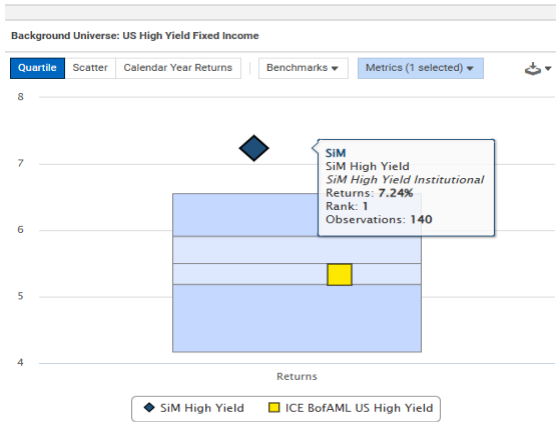 Background Universe: US High Yield Fixed Income
Quartile Scatter Calendar Year Returns Benchmarks Metrics (1 selected)
8
7
6
5
4
SiM
SiM High Yield
SiM High Yield Institutional
Returns: 7.24%
Rank: 1
Observations: 140
Returns
SiM High Yield ICE BofAML US High Yield